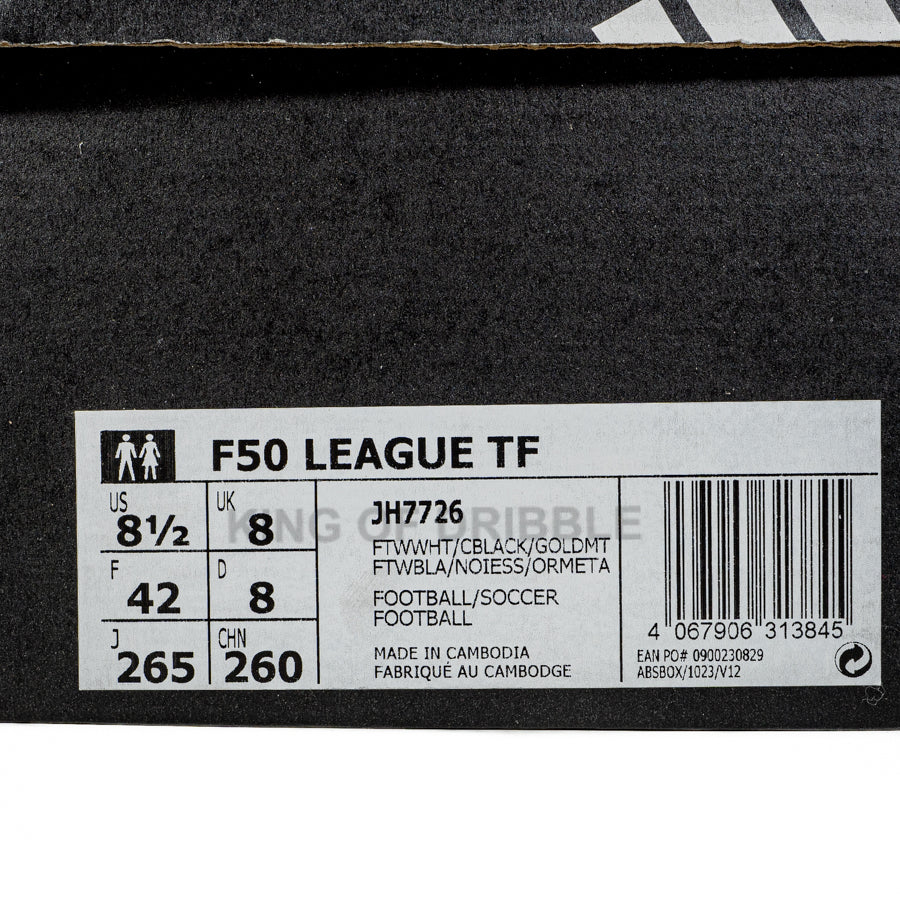 F50 LEAGUE TF
US 8½ UK 8
F 42 D 8
J 265 CHN 260
JH7726
KING OF DRIBBLE
FTWWHT/CBLACK/GOLDMT
FTWBLA/NOIESS/ORMETA
FOOTBALL/SOCCER
FOOTBALL
MADE IN CAMBODIA
FABRIQUÉ AU CAMBODGE
4 067906 313845
EAN PO# 0900230829
ABSBOX/1023/V12